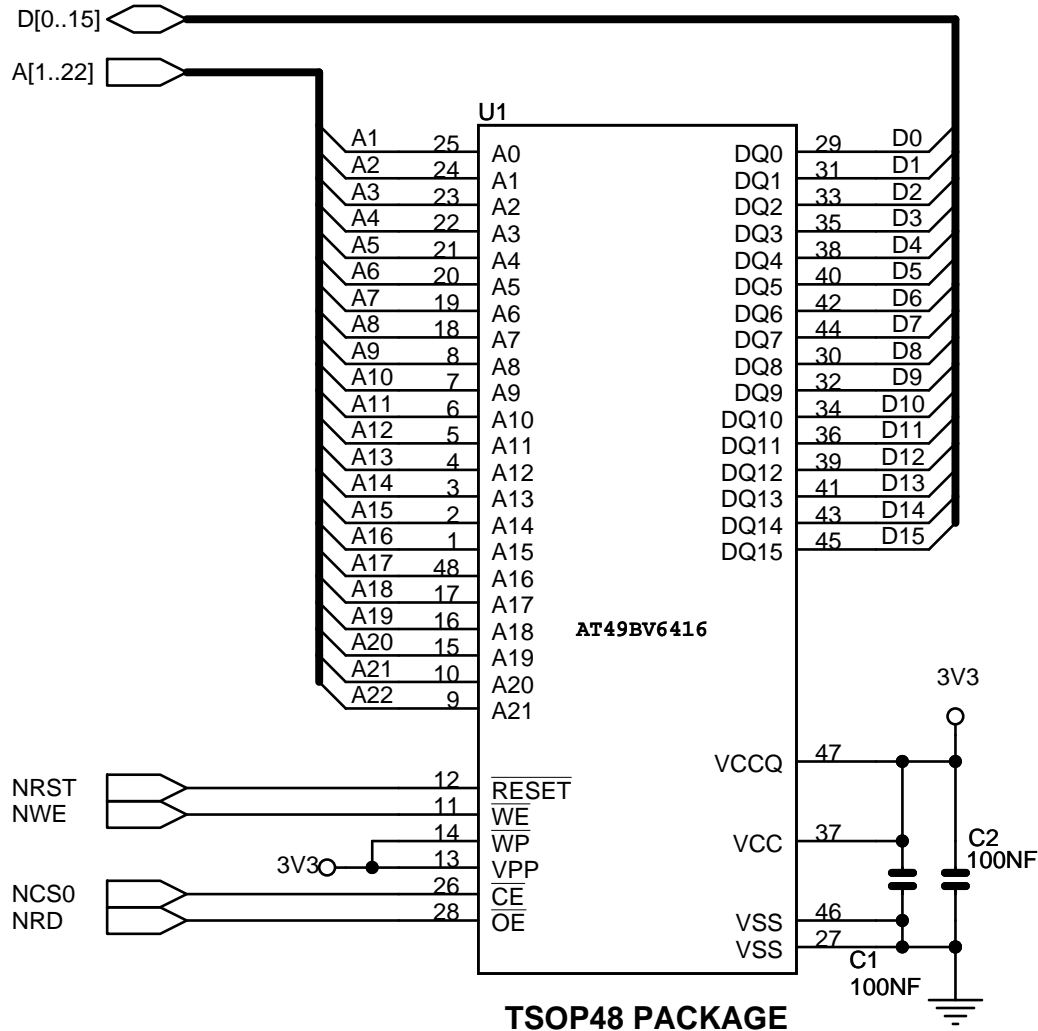 D[0..15]
A[1..22]
U1
A1 25 A0 DQ0 29 D0
A2 24 A1 DQ1 31 D1
A3 23 A2 DQ2 33 D2
A4 22 A3 DQ3 35 D3
A5 21 A4 DQ4 38 D4
A6 20 A5 DQ5 40 D5
A7 19 A6 DQ6 42 D6
A8 18 A7 DQ7 44 D7
A9 8 A8 DQ8 30 D8
A10 7 A9 DQ9 32 D9
A11 6 A10 DQ10 34 D10
A12 5 A11 DQ11 36 D11
A13 4 A12 DQ12 39 D12
A14 3 A13 DQ13 41 D13
A15 2 A14 DQ14 43 D14
A16 1 A15 DQ15 45 D15
A17 48 A16
A18 17 A17
A19 16 A18 AT49BV6416
A20 15 A19
A21 10 A20
A22 9 A21
3V3
VCCQ 47
NRST 12 RESET
NWE 11 WE
14 WP VCC 37 C2
100NF
3V3 13 VPP
NCS0 26 CE
NRD 28 OE VSS 46
VSS 27
C1
100NF
TSOP48 PACKAGE